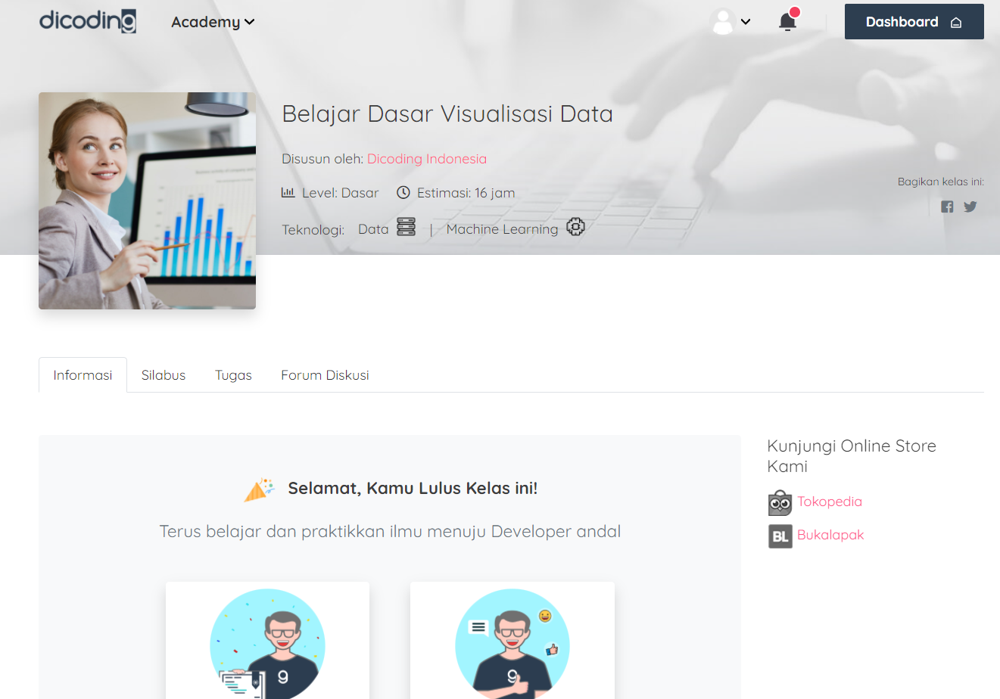 dicoding
Academy
Dashboard
Belajar Dasar Visualisasi Data
Disusun oleh: Dicoding Indonesia
Bagikan kelas ini:
Level: Dasar Estimasi: 16 jam
Teknologi: Data | Machine Learning
Informasi Silabus Tugas Forum Diskusi
Selamat, Kamu Lulus Kelas ini!
Terus belajar dan praktikkan ilmu menuju Developer andal
Kunjungi Online Store
Kami
Tokopedia
BL Bukalapak